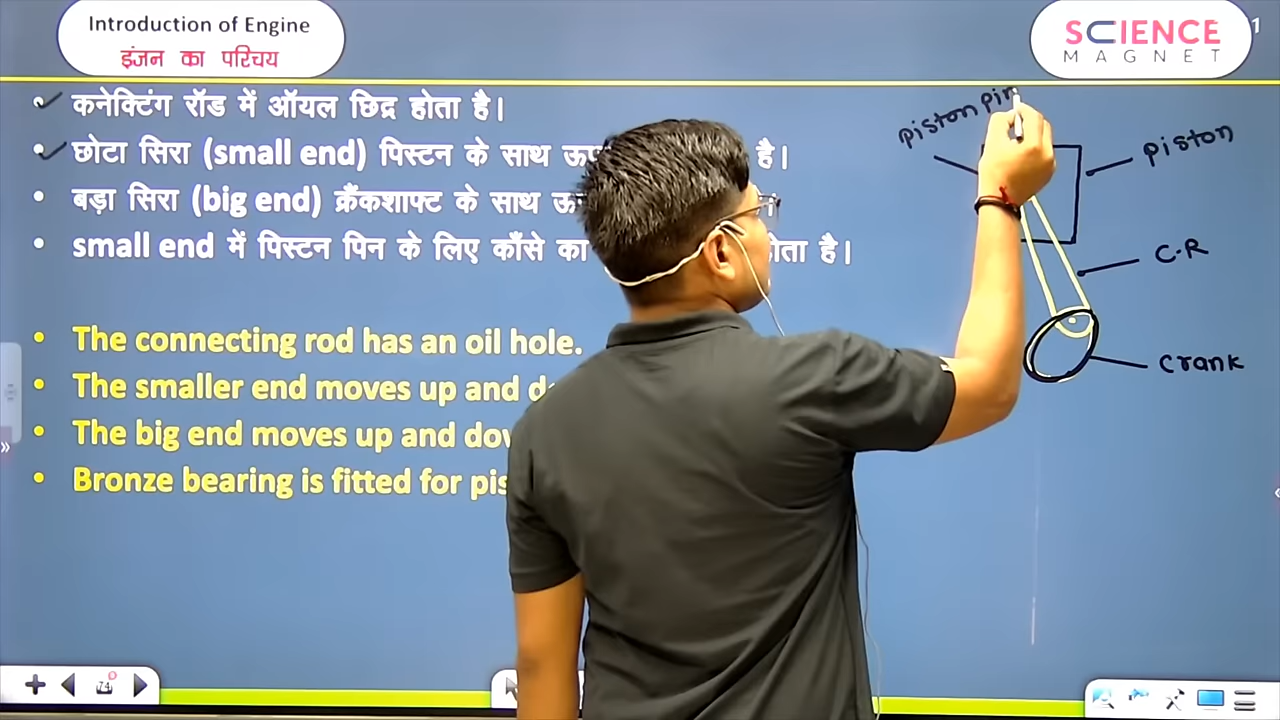 Introduction of Engine
इंजन का परिचय
SCIENCE
MAGNET
1
कनेक्टिंग रॉड में ऑयल छिद्र होता है।
छोटा सिरा (small end) पिस्टन के साथ है।
बड़ा सिरा (big end) क्रैंकशाफ्ट के साथ
small end में पिस्टन पिन के लिए काँसे का होता है।
The connecting rod has an oil hole.
The smaller end moves up and
The big end moves up and
Bronze bearing is fitted for
piston pin
piston
C.R
crank
74